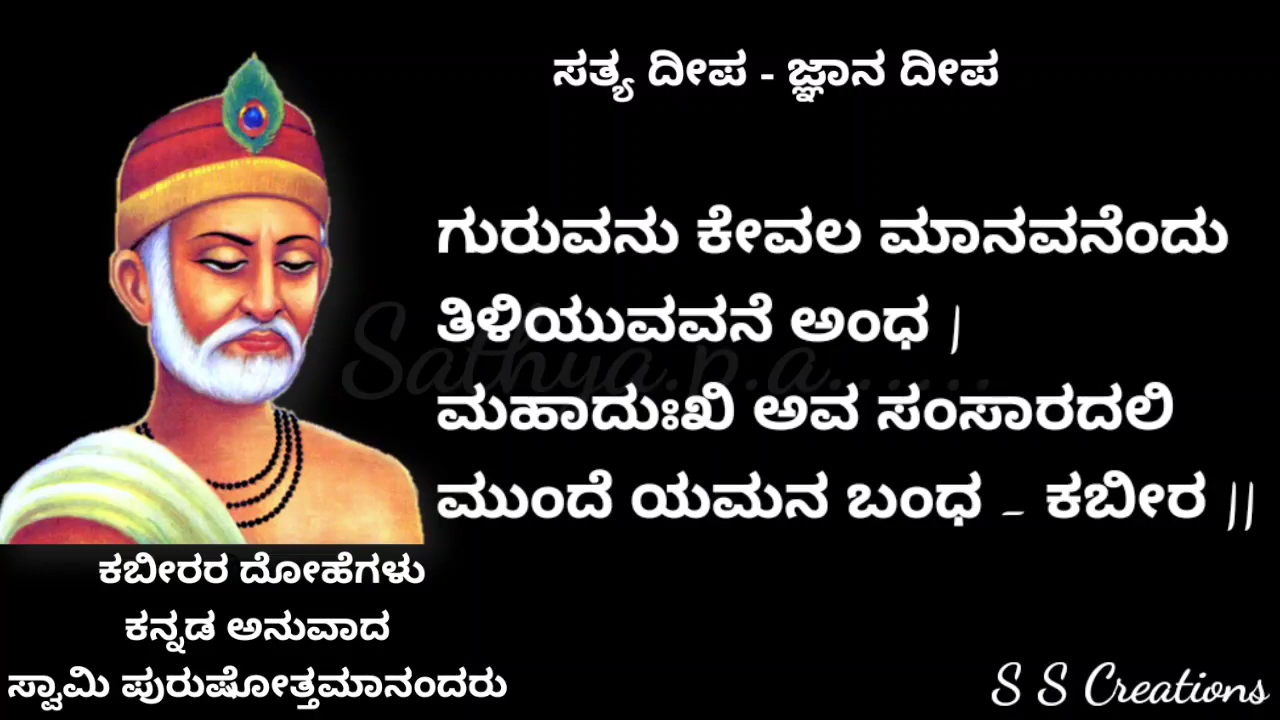 ಸತ್ಯ ದೀಪ - ಜ್ಞಾನ ದೀಪ
ಗುರುವನು ಕೇವಲ ಮಾನವನೆಂದು
ತಿಳಿಯುವವನೆ ಅಂಧ |
ಮಹಾದುಃಖಿ ಅವ ಸಂಸಾರದಲಿ
ಮುಂದೆ ಯಮನ ಬಂಧ - ಕಬೀರ ||
Sathya.p.a......
ಕಬೀರರ ದೋಹೆಗಳು
ಕನ್ನಡ ಅನುವಾದ
ಸ್ವಾಮಿ ಪುರುಷೋತ್ತಮಾನಂದರು
S S Creations